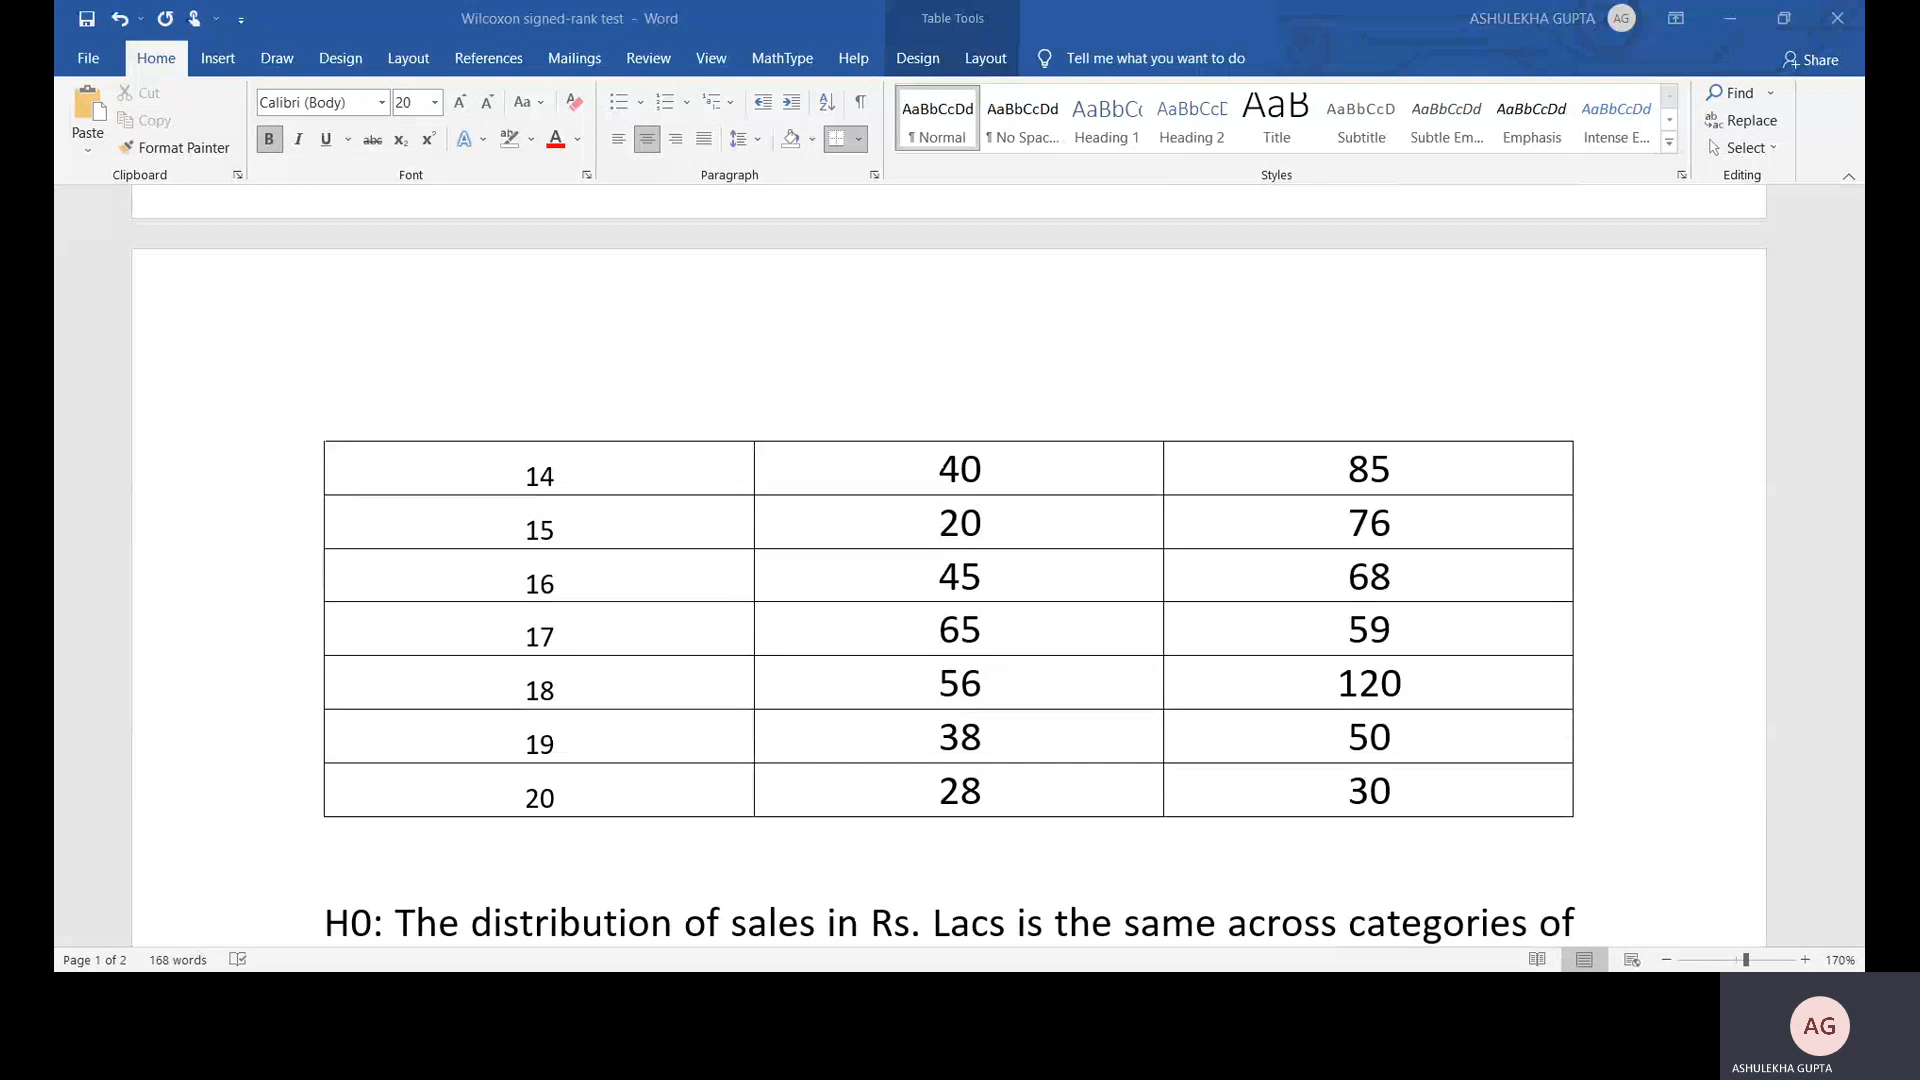 Wilcoxon signed-rank test - Word
Table Tools
ASHULEKHA GUPTA
AG
File
Home
Insert
Draw
Design
Layout
References
Mailings
Review
View
MathType
Help
Design
Layout
Tell me what you want to do
Share
Paste
Cut
Copy
Format Painter
Clipboard
Calibri (Body)
20
Font
Paragraph
AaBbCcDd
¶ Normal
AaBbCcDd
¶ No Spac...
AaBbCc
Heading 1
AaBbCcD
Heading 2
AaB
Title
AaBbCcD
Subtitle
AaBbCcDd
Subtle Em...
AaBbCcDd
Emphasis
AaBbCcDd
Intense E...
Styles
Find
Replace
Select
Editing
14 40 85
15 20 76
16 45 68
17 65 59
18 56 120
19 38 50
20 28 30
H0: The distribution of sales in Rs. Lacs is the same across categories of
Page 1 of 2
168 words
170%
AG
ASHULEKHA GUPTA